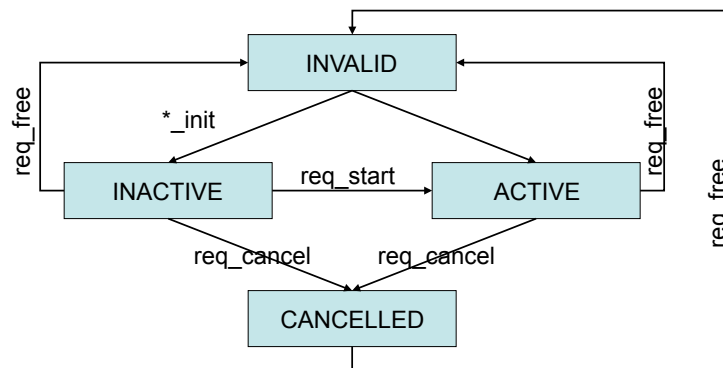 INVALID
req_free
*_init
req_free
INACTIVE
req_start
ACTIVE
req_free
req_cancel
req_cancel
CANCELLED